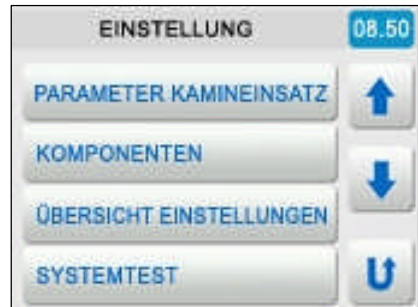 EINSTELLUNG 08.50
PARAMETER KAMINEINSATZ
KOMPONENTEN
ÜBERSICHT EINSTELLUNGEN
SYSTEMTEST